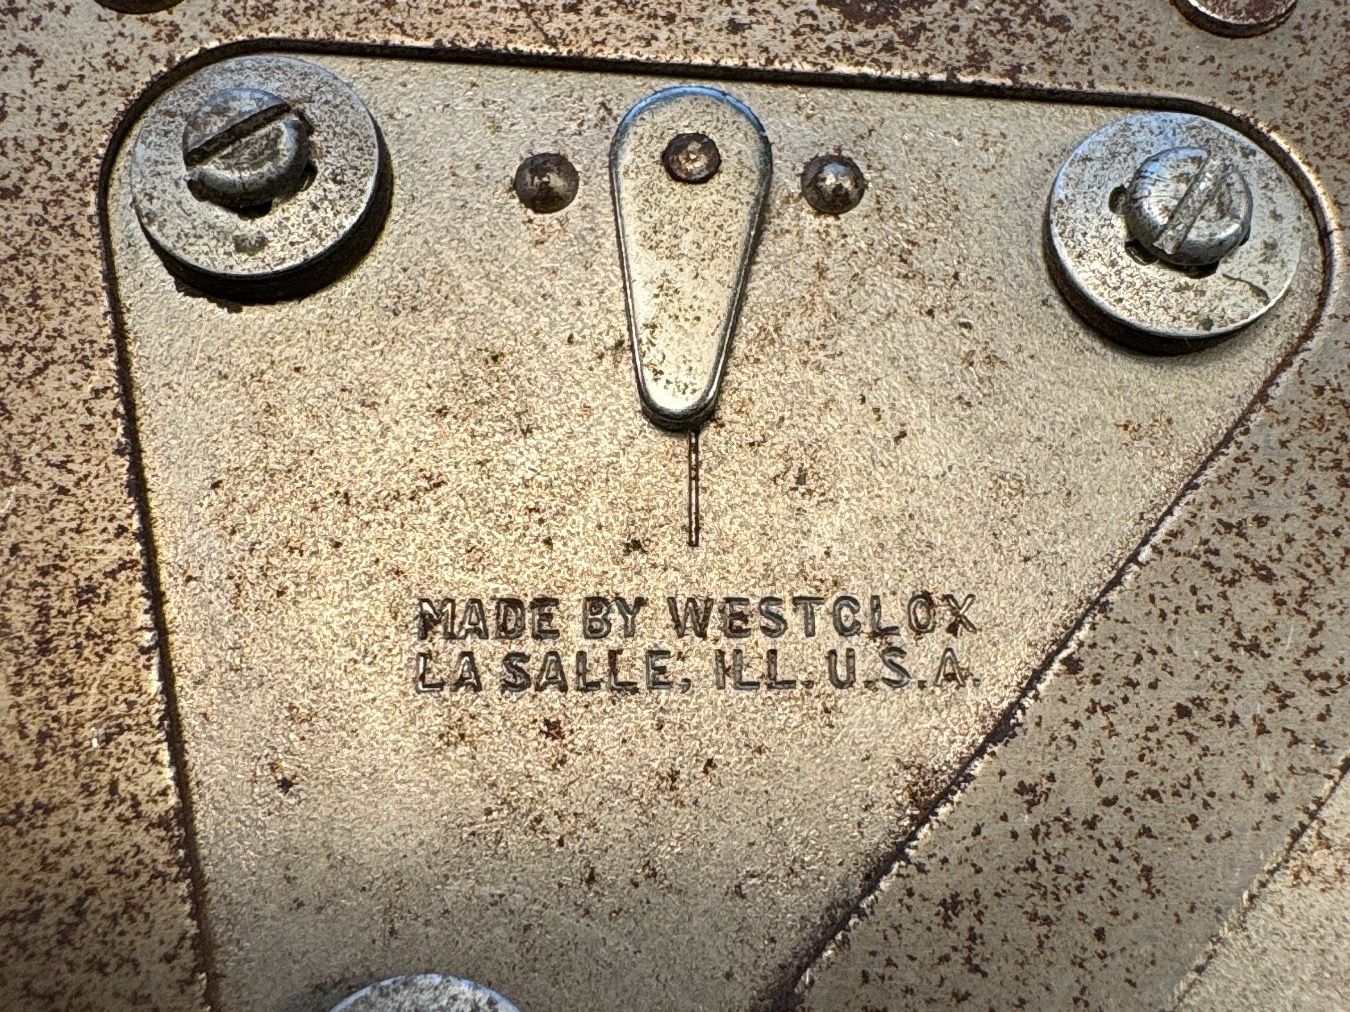 MADE BY WESTCLOX
LA SALLE, ILL. U.S.A.